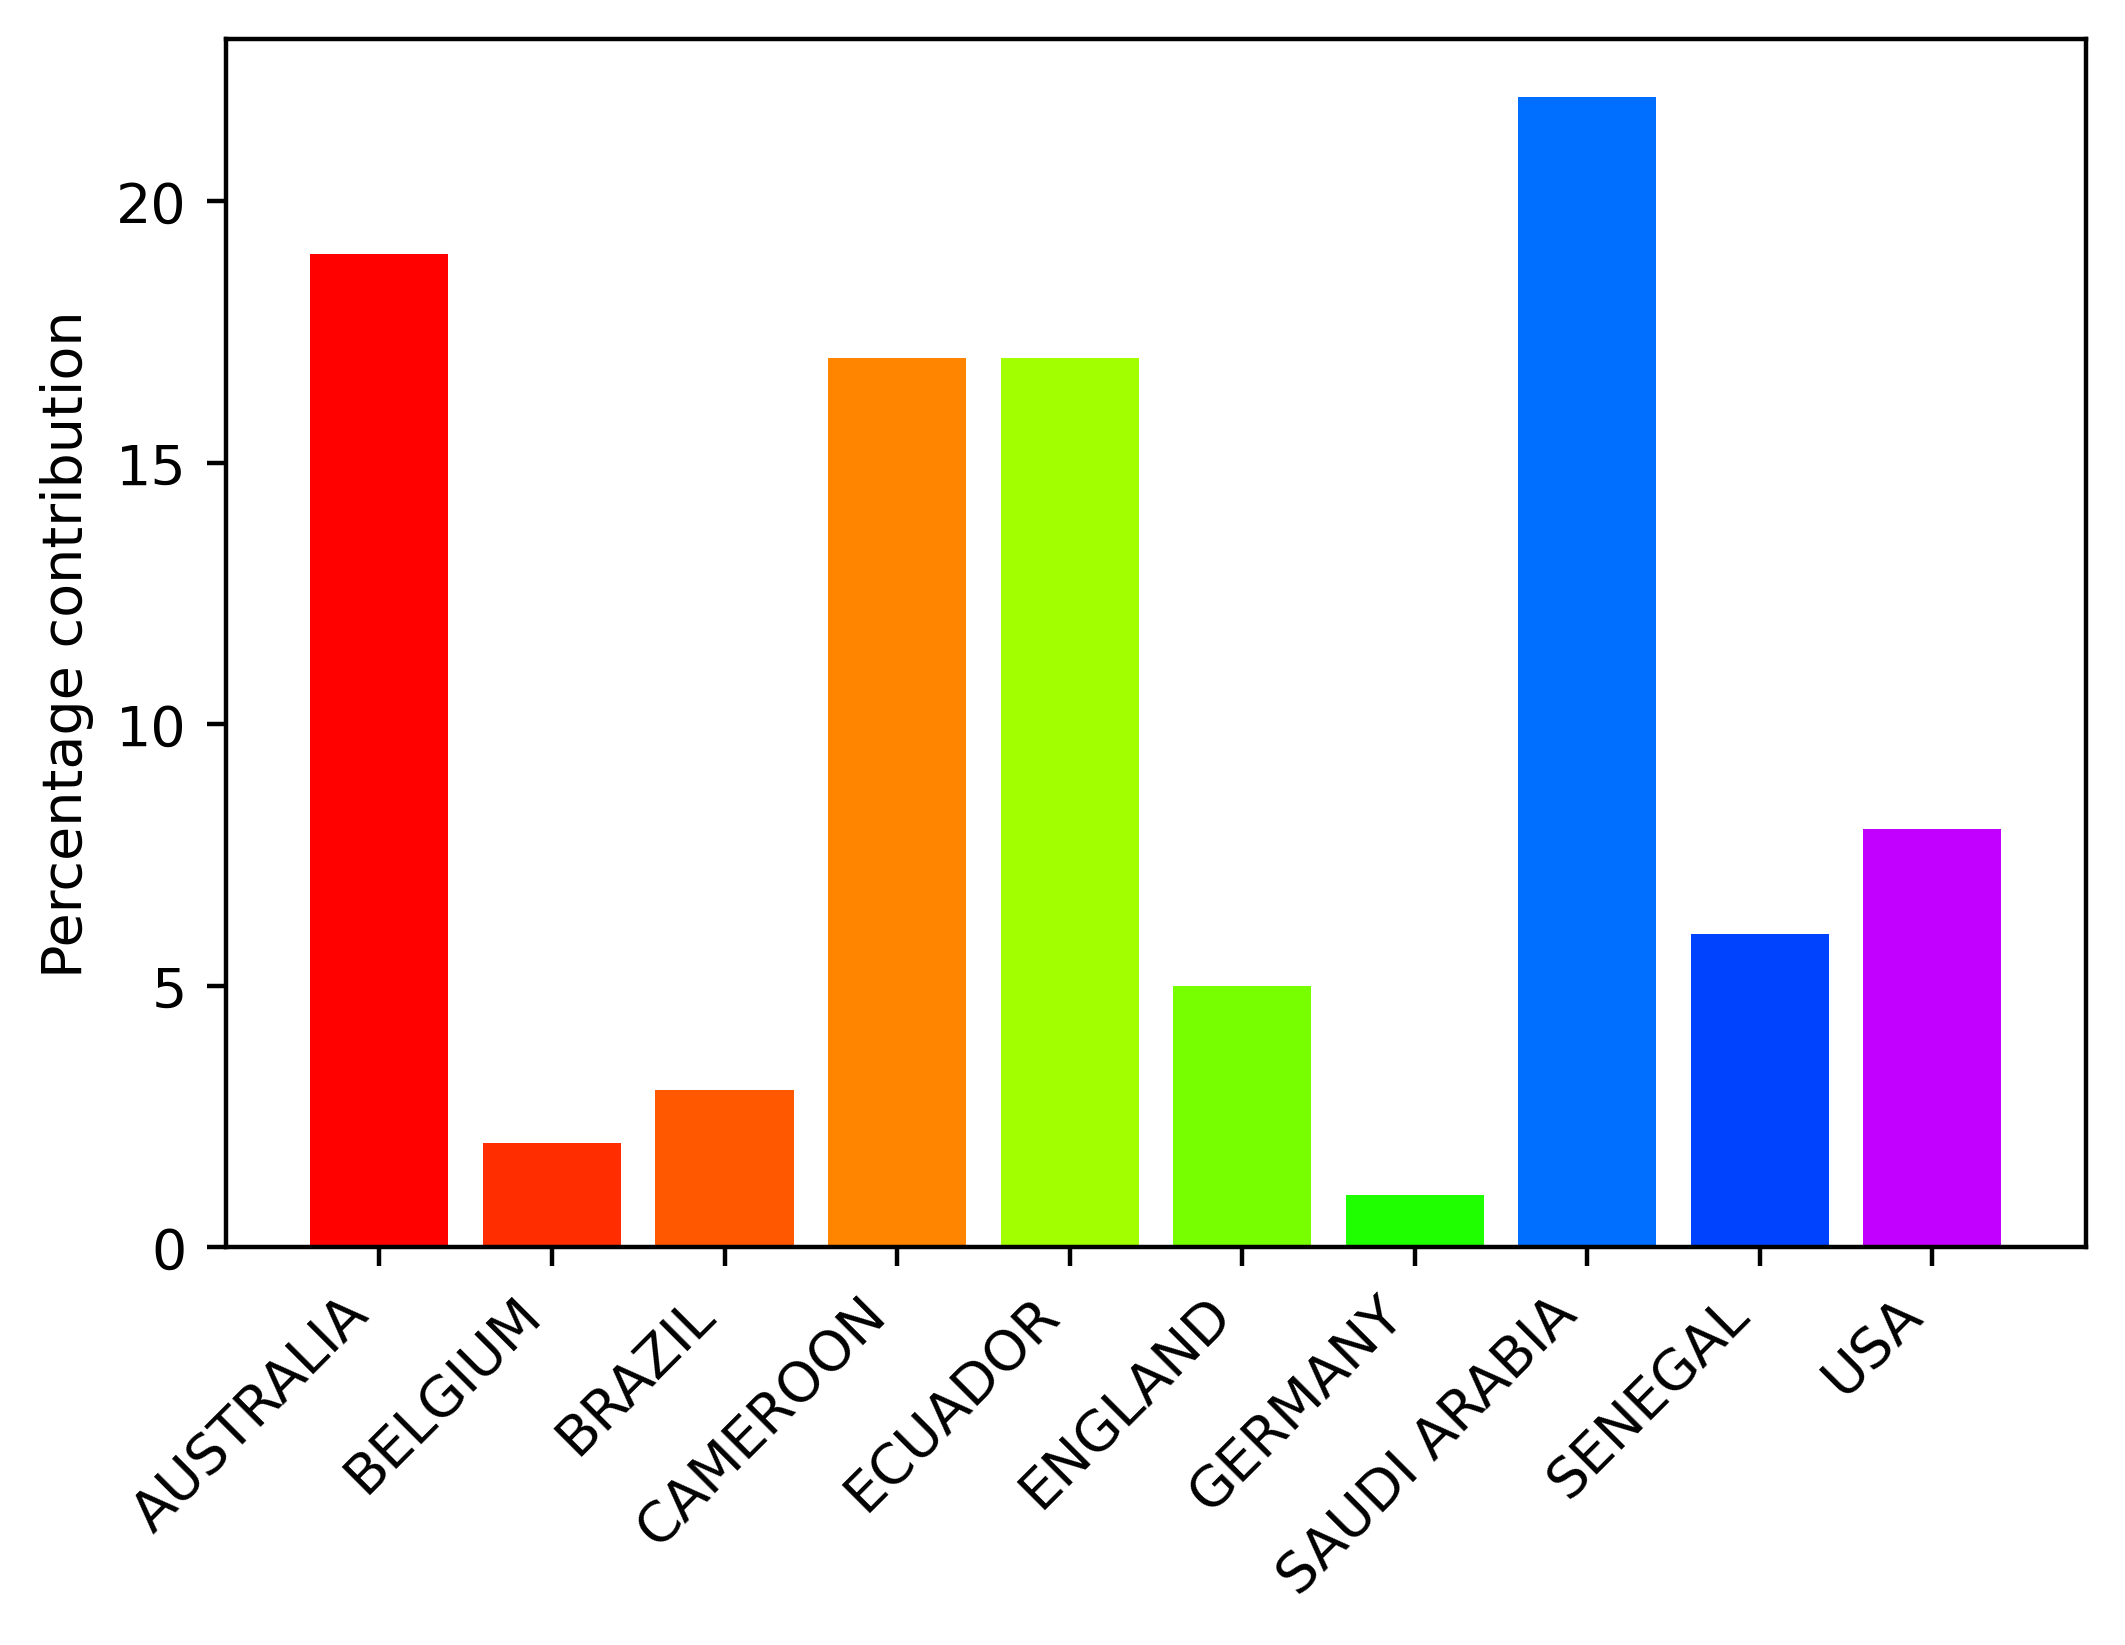 Percentage contribution
20
15
10
5
0
AUSTRALIA
BELGIUM
BRAZIL
CAMEROON
ECUADOR
ENGLAND
GERMANY
SAUDI ARABIA
SENEGAL
USA